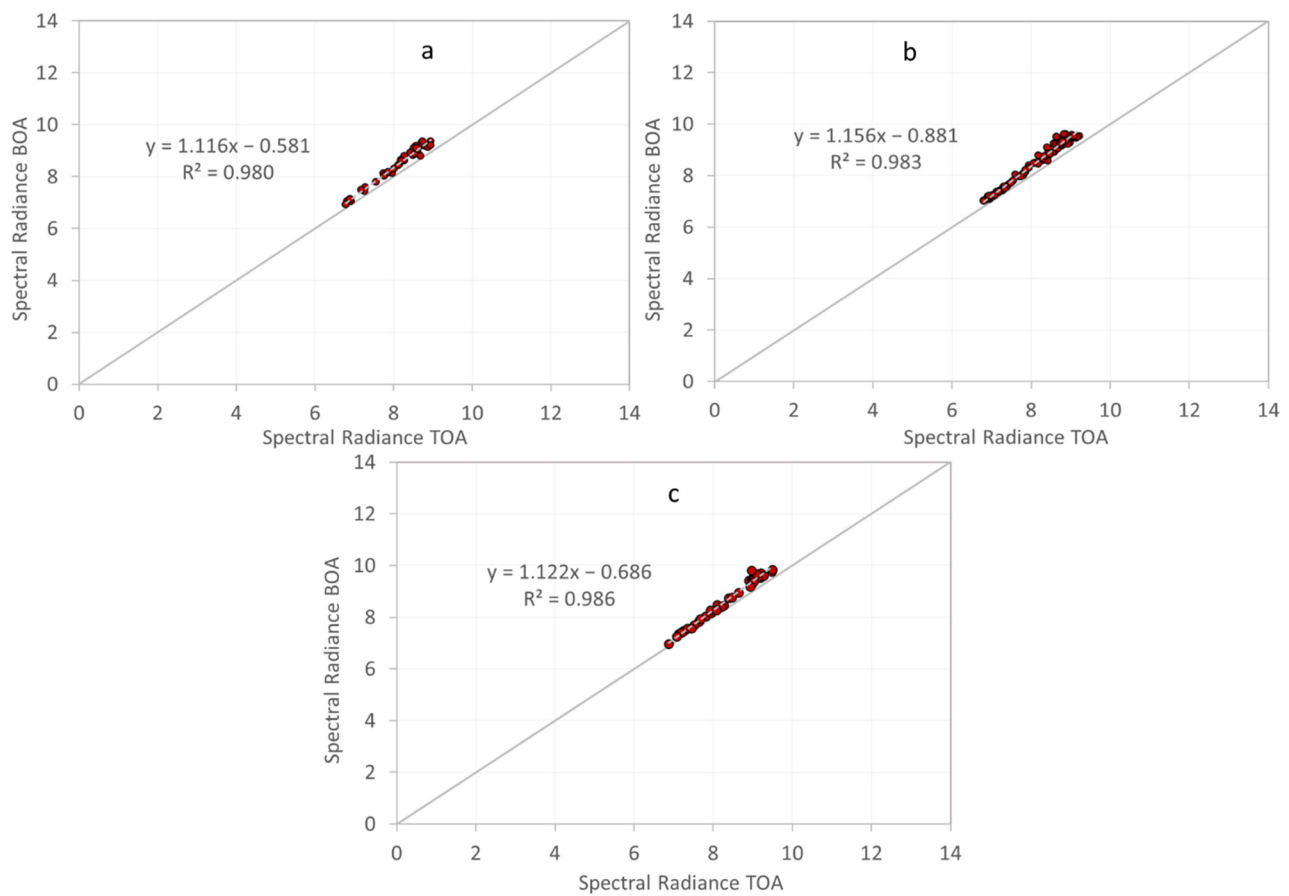 14
12
10
8
6
4
2
0
Spectral Radiance BOA
a
y = 1.116x − 0.581
R² = 0.980
0 2 4 6 8 10 12 14
Spectral Radiance TOA
14
12
10
8
6
4
2
0
Spectral Radiance BOA
b
y = 1.156x − 0.881
R² = 0.983
0 2 4 6 8 10 12 14
Spectral Radiance TOA
14
12
10
8
6
4
2
0
Spectral Radiance BOA
c
y = 1.122x − 0.686
R² = 0.986
0 2 4 6 8 10 12 14
Spectral Radiance TOA